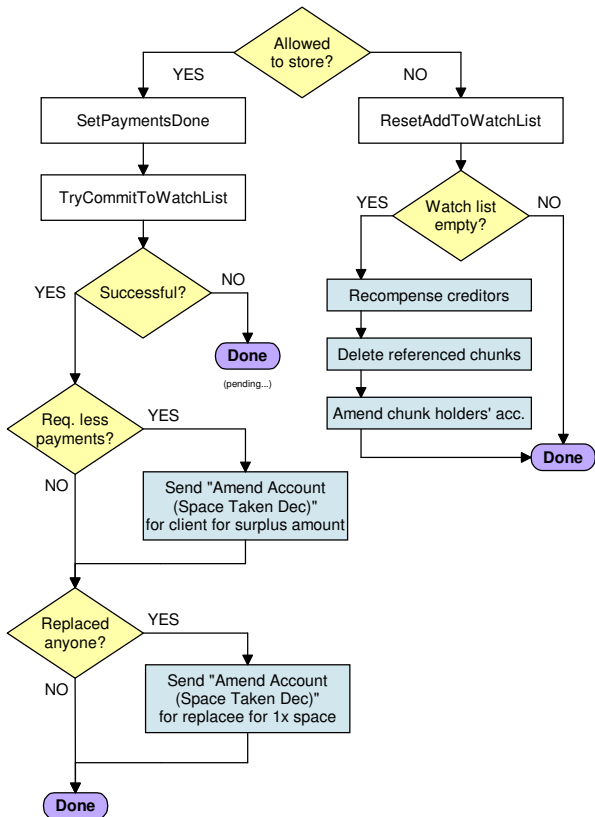 Allowed
to store?
YES
NO
SetPaymentsDone
ResetAddToWatchList
TryCommitToWatchList
YES
Watch list
empty?
NO
YES
Successful?
NO
Recompense creditors
Done
(pending...)
Delete referenced chunks
Req. less
payments?
YES
Amend chunk holders' acc.
NO
Done
Send "Amend Account
(Space Taken Dec)"
for client for surplus amount
Replaced
anyone?
YES
NO
Send "Amend Account
(Space Taken Dec)"
for replacee for 1x space
Done